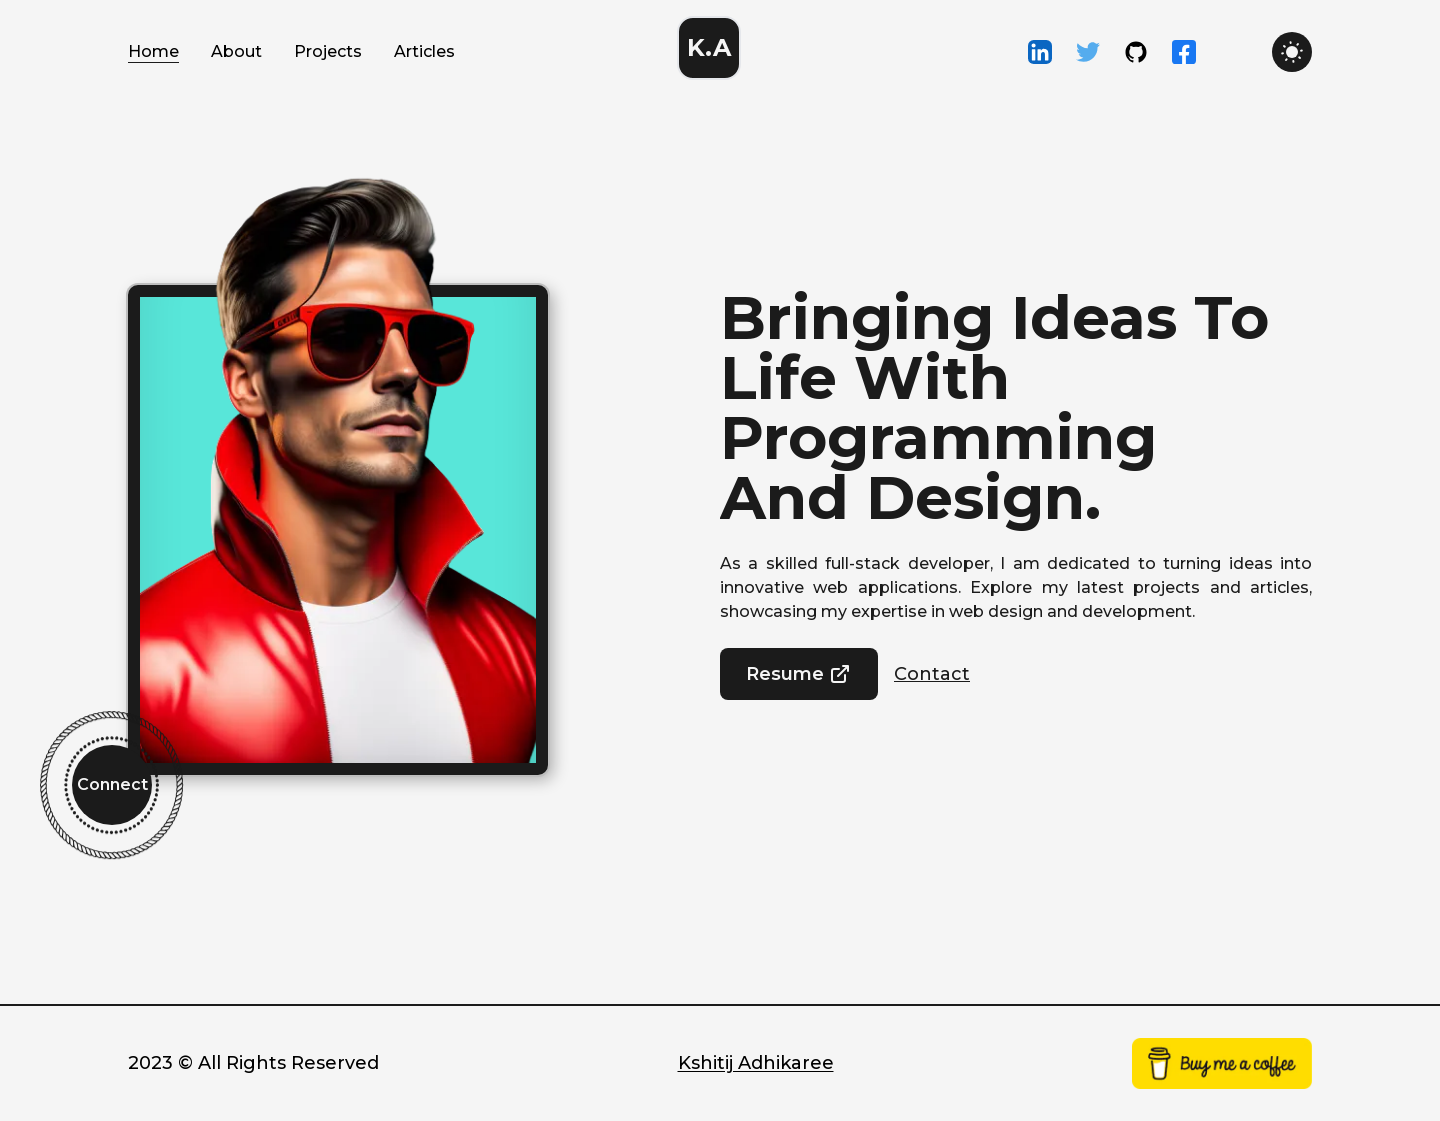 Home
About
Projects
Articles
K.A
Bringing Ideas To
Life With
Programming
And Design.
As a skilled full-stack developer, I am dedicated to turning ideas into
innovative web applications. Explore my latest projects and articles,
showcasing my expertise in web design and development.
Resume
Contact
Connect
2023 © All Rights Reserved
Kshitij Adhikaree
Buy me a coffee